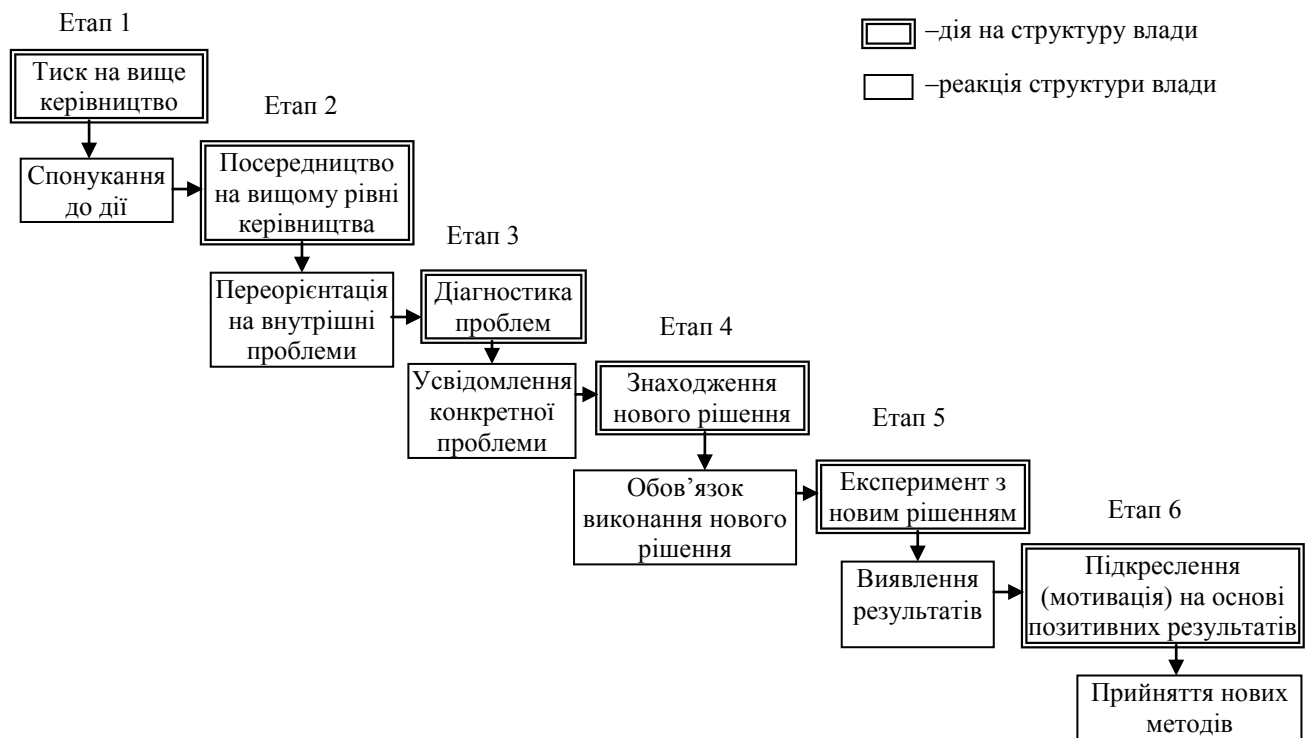 Етап 1
–дія на структуру влади
–реакція структури влади
Тиск на вище
керівництво
Спонукання
до дії
Етап 2
Посередництво
на вищому рівні
керівництва
Переорієнтація
на внутрішні
проблеми
Етап 3
Діагностика
проблем
Усвідомлення
конкретної
проблеми
Етап 4
Знаходження
нового рішення
Обов’язок
виконання нового
рішення
Етап 5
Експеримент з
новим рішенням
Виявлення
результатів
Етап 6
Підкреслення
(мотивація) на основі
позитивних результатів
Прийняття нових
методів